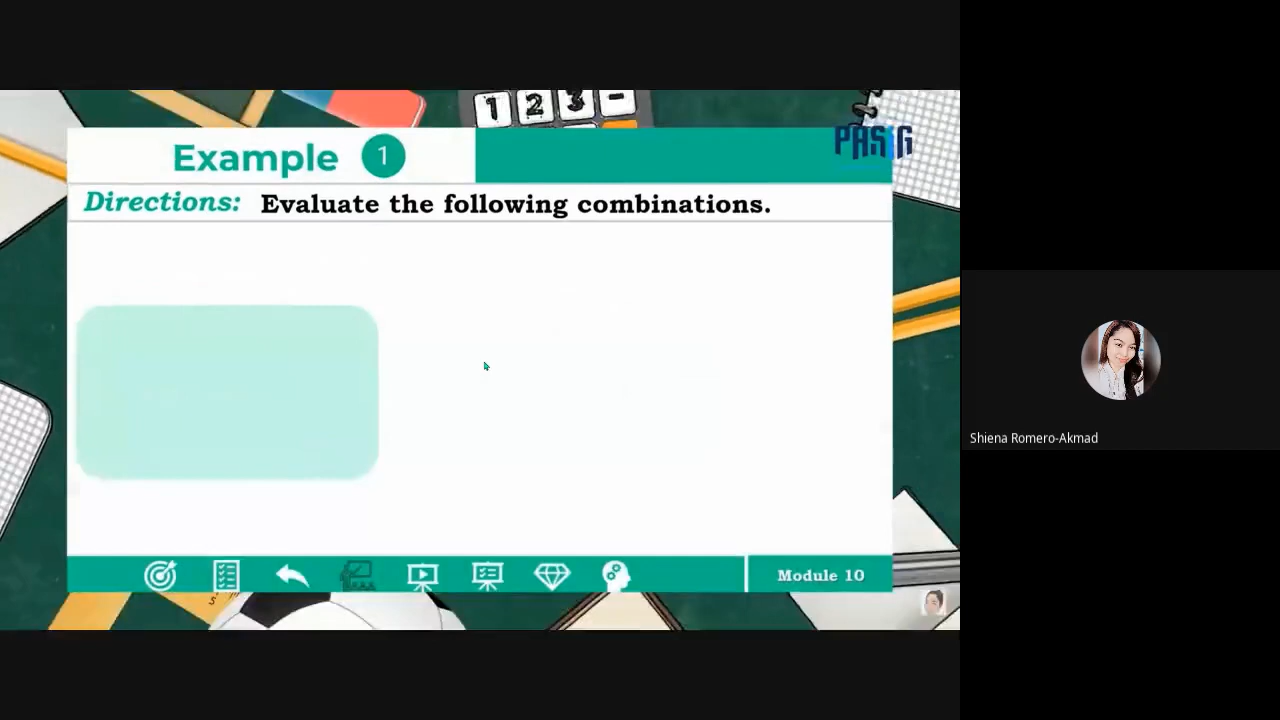 1 2 3 -
Example 1
PASIG
Directions: Evaluate the following combinations.
Shiena Romero-Akmad
Module 10